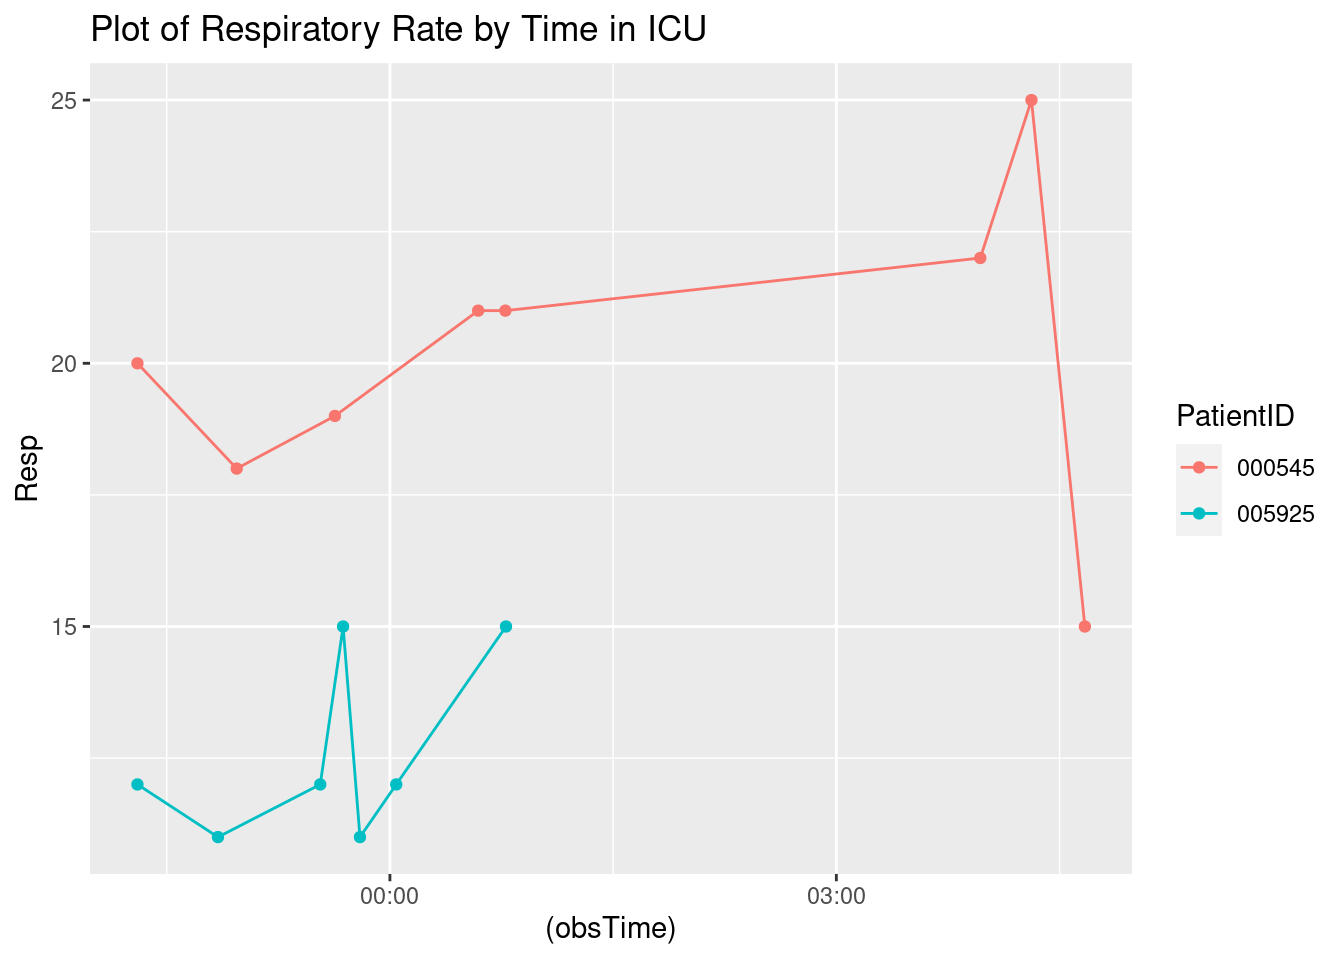 Plot of Respiratory Rate by Time in ICU
25
20
15
Resp
00:00
03:00
(obsTime)
PatientID
000545
005925